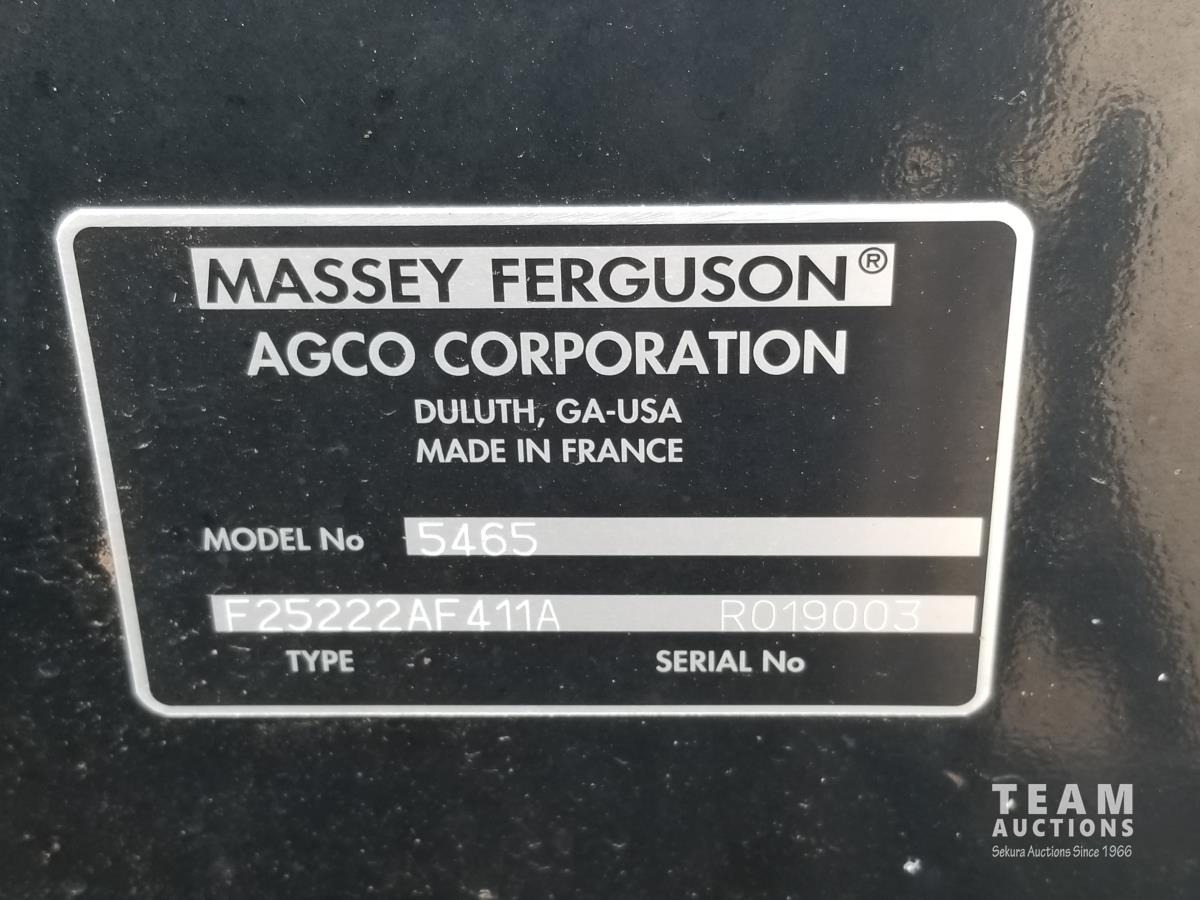 MASSEY FERGUSON®
AGCO CORPORATION
DULUTH, GA-USA
MADE IN FRANCE
MODEL No 5465
F25222AF411A R019003
TYPE SERIAL No
TEAM
AUCTIONS
Sekura Auctions Since 1966